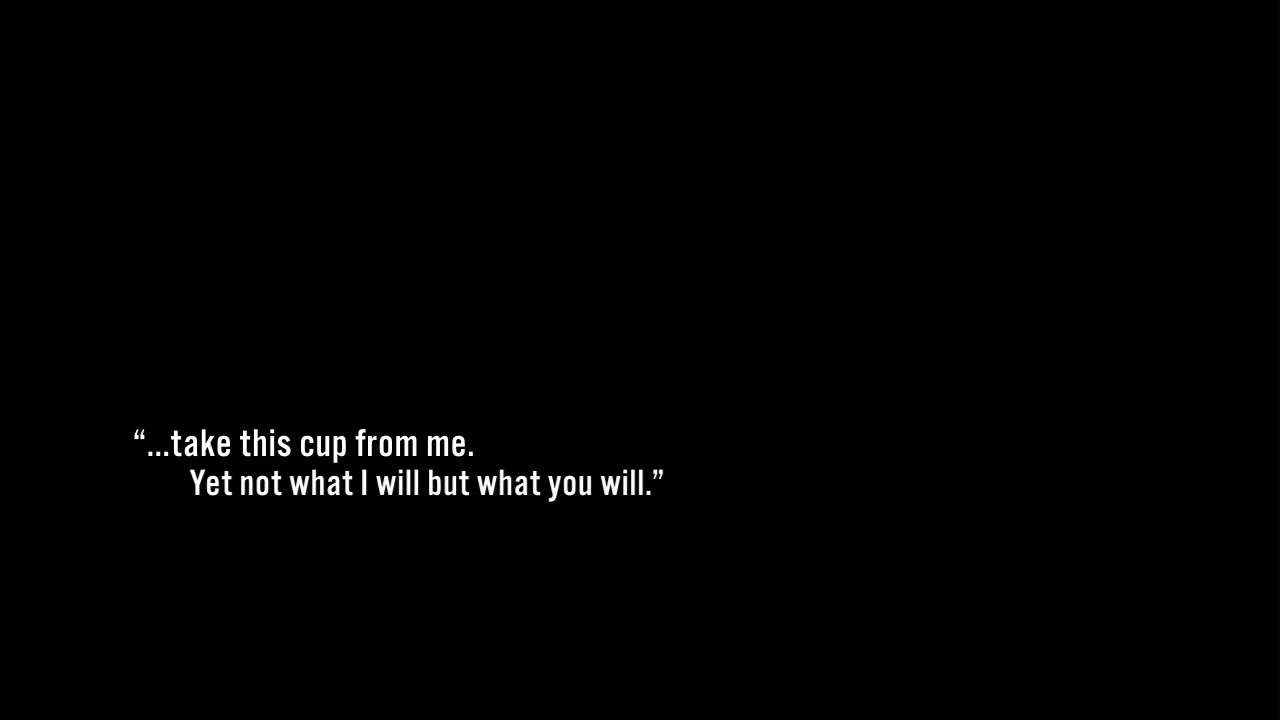 “...take this cup from me.
Yet not what I will but what you will.”